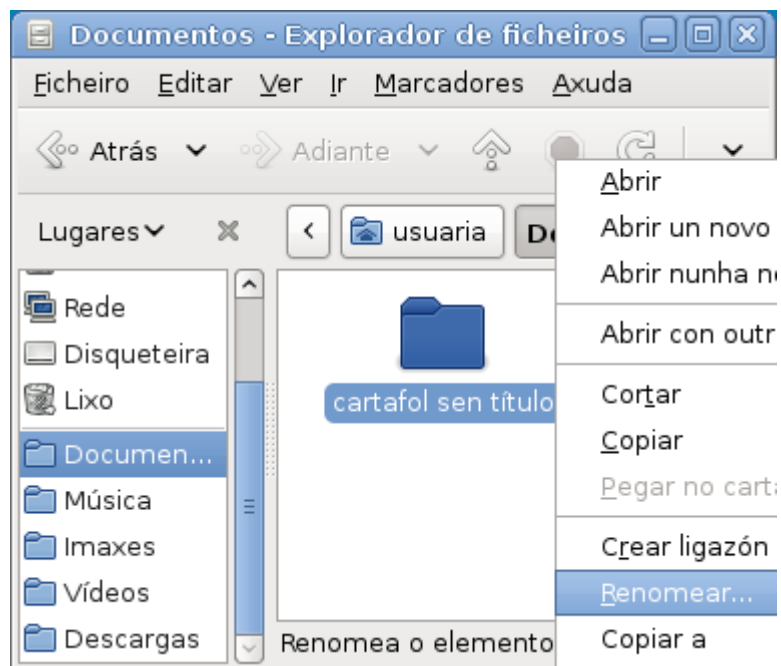 Documentos - Explorador de ficheiros
Ficheiro Editar Ver Ir Marcadores Axuda
Atrás Adiante
Lugares
usuaria
Rede
Disqueteira
Lixo
Documen...
Música
Imaxes
Vídeos
Descargas
cartafol sen título
Renomea o elemento
Abrir
Abrir un novo
Abrir nunha
Abrir con outr
Cortar
Copiar
Pegar no carta
Crear ligazón
Renomear...
Copiar a